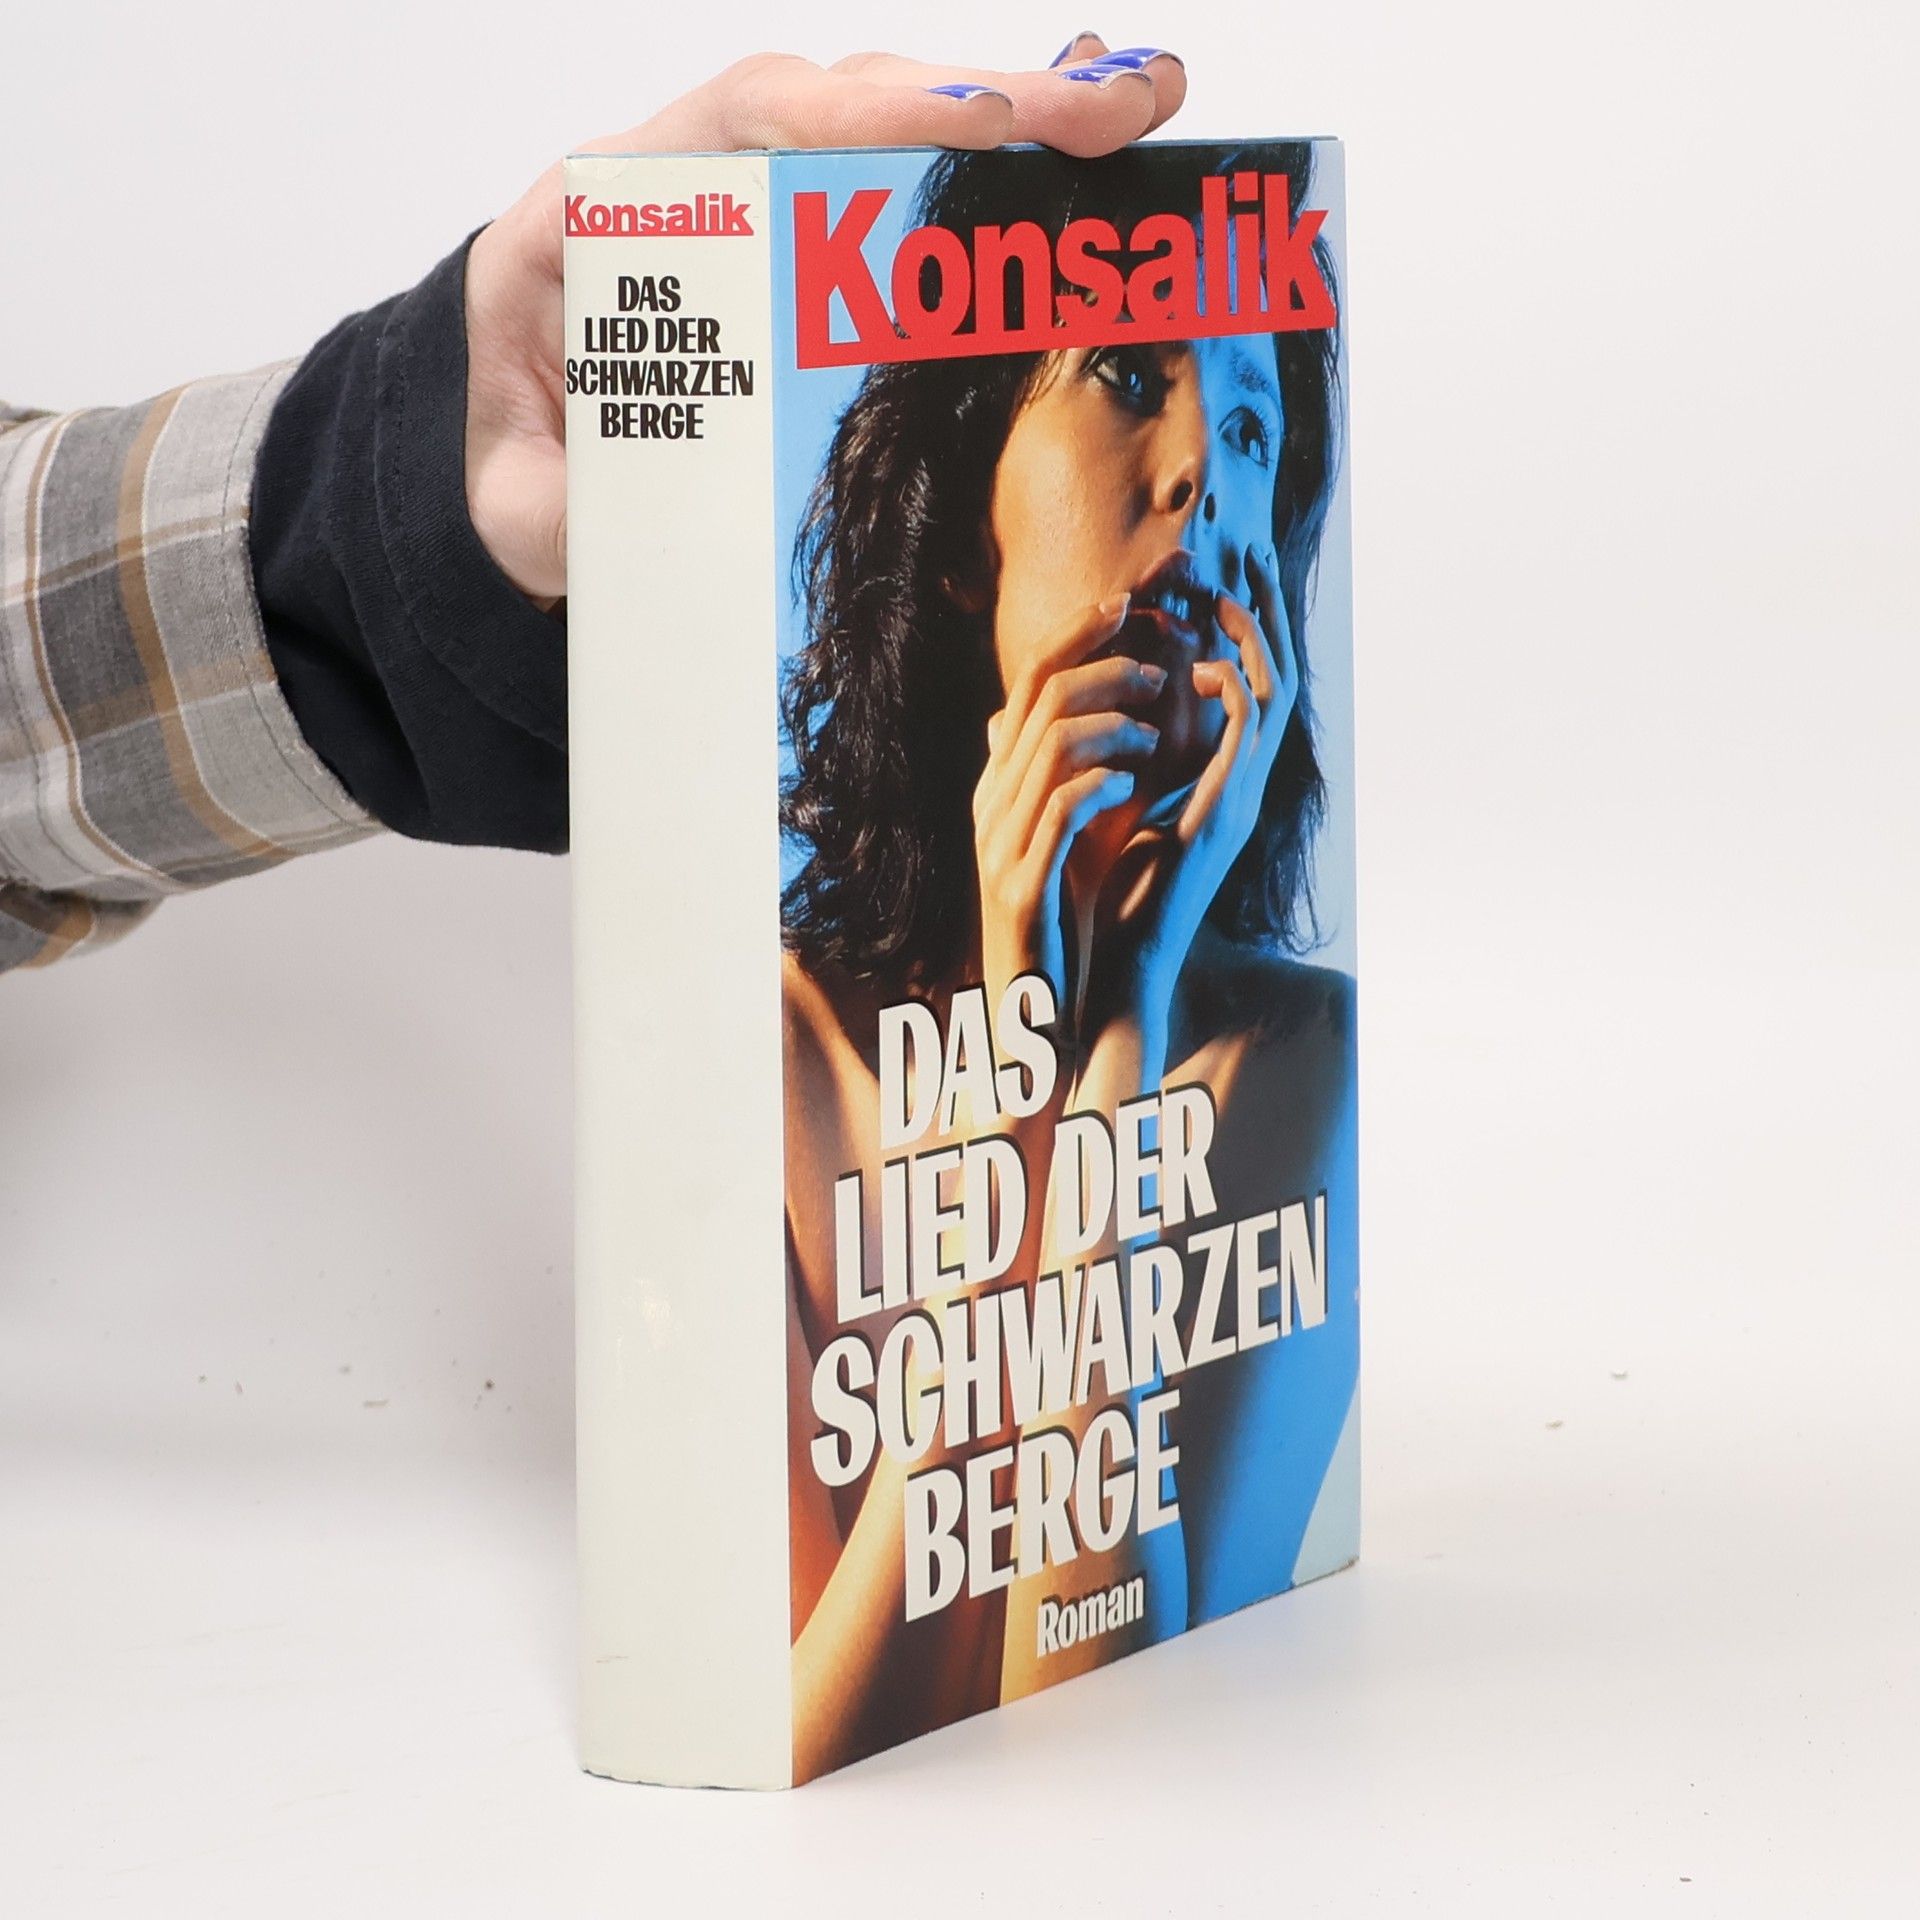 Konsalik
DAS
LIED DER
SCHWARZEN
BERGE
Konsalik
DAS
LIED DER
SCHWARZEN
BERGE
Roman